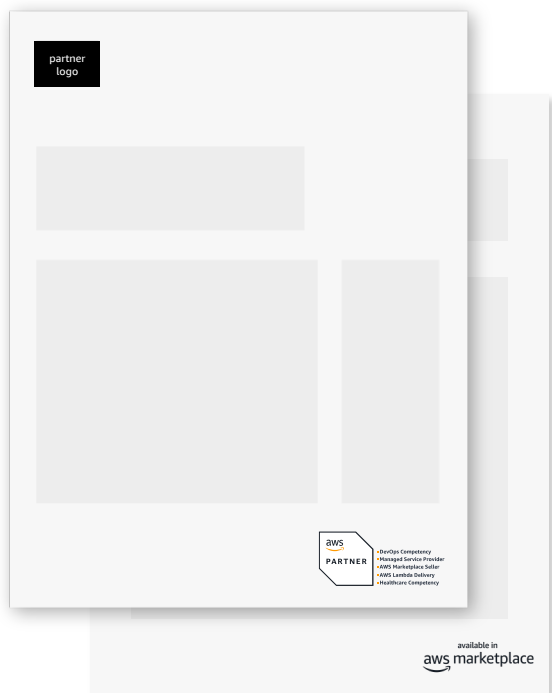 partner
logo
aws
PARTNER
•DevOps Competency
•Managed Service Provider
•AWS Marketplace Seller
•AWS Lambda Delivery
•Healthcare Competency
available in
aws marketplace